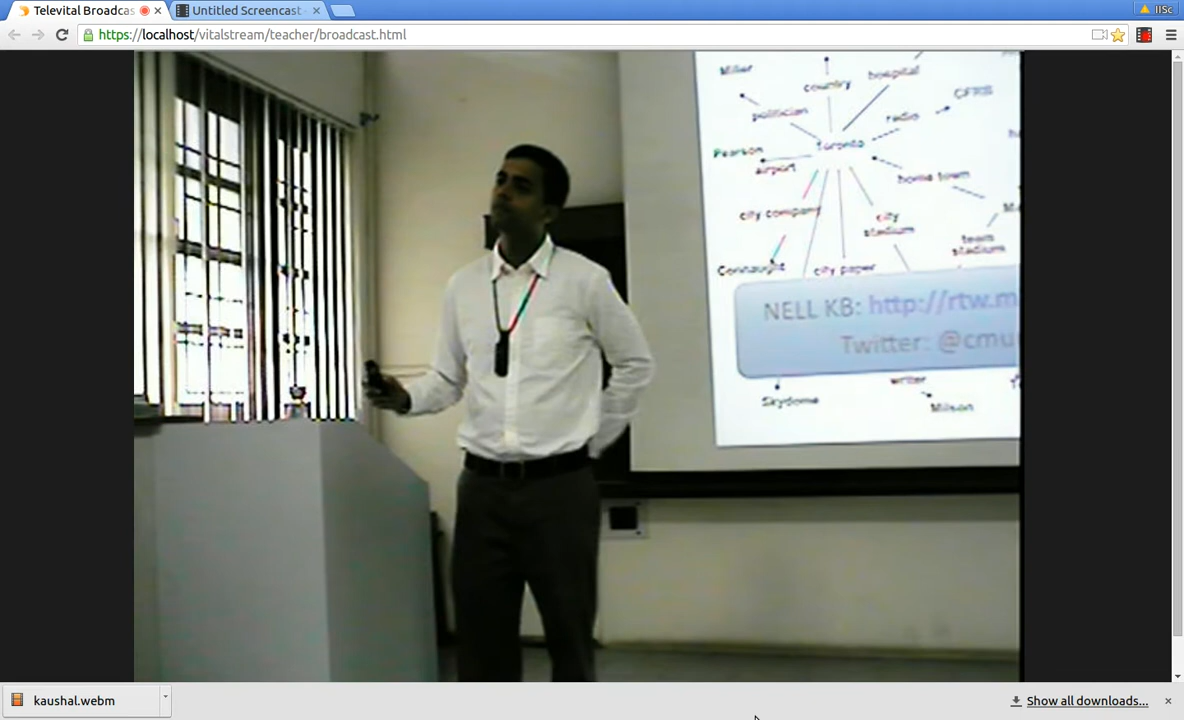 Televital Broadcas
Untitled Screencast
IISc
https://localhost/vitalstream/teacher/broadcast.html
Miller
country
hospital
politician
radio
CFRB
Pearson
Toronto
airport
home town
city company
city
stadium
team
stadium
Connaught
city paper
NELL KB: http://rtw.m
Twitter: @cmu
writer
Skydome
Milson
kaushal.webm
Show all downloads...